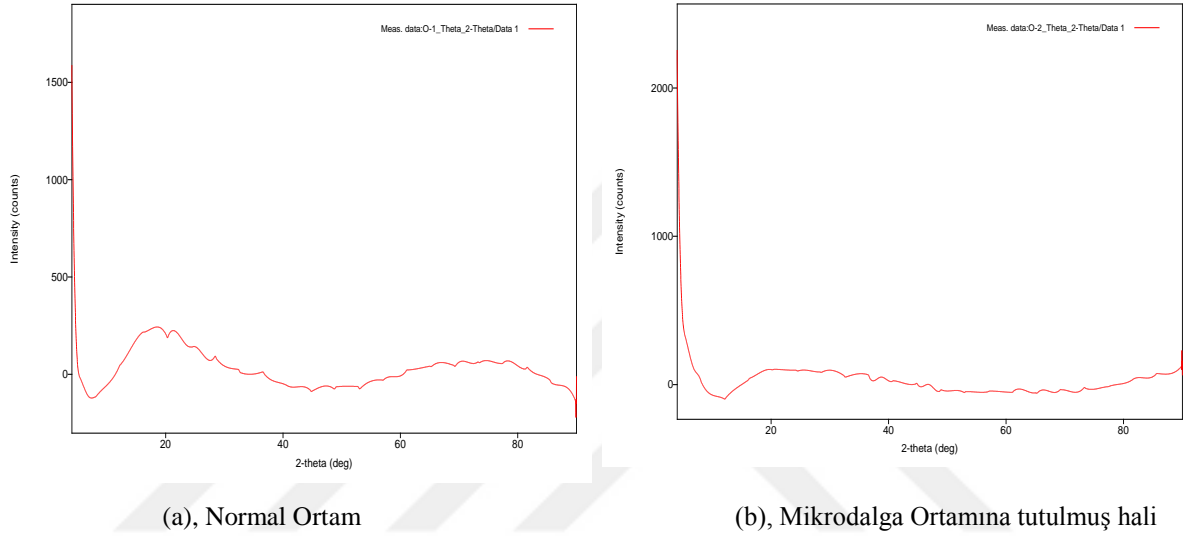 Meas. data:O-1_Theta_2-Theta/Data 1
1500
1000
500
0
Intensity (counts)
20 40 60 80
2-theta (deg)
(a), Normal Ortam
Meas. data:O-2_Theta_2-Theta/Data 1
2000
1000
0
Intensity (counts)
20 40 60 80
2-theta (deg)
(b), Mikrodalga Ortamına tutulmuş hali